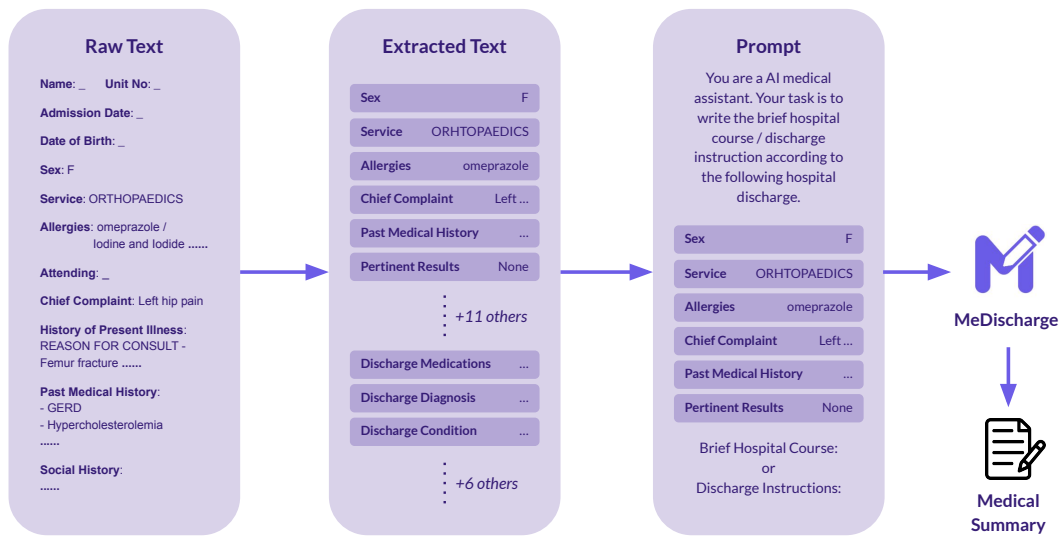 Raw Text
Name: _ Unit No: _
Admission Date: _
Date of Birth: _
Sex: F
Service: ORTHOPAEDICS
Allergies: omeprazole /
Iodine and Iodide ......
Attending: _
Chief Complaint: Left hip pain
History of Present Illness:
REASON FOR CONSULT -
Femur fracture ......
Past Medical History:
- GERD
- Hypercholesterolemia
......
Social History:
......
Extracted Text
Sex F
Service ORHTOPAEDICS
Allergies omeprazole
Chief Complaint Left ...
Past Medical History ...
Pertinent Results None
+11 others
Discharge Medications ...
Discharge Diagnosis ...
Discharge Condition ...
+6 others
Prompt
You are a AI medical
assistant. Your task is to
write the brief hospital
course / discharge
instruction according to
the following hospital
discharge.
Sex F
Service ORHTOPAEDICS
Allergies omeprazole
Chief Complaint Left ...
Past Medical History ...
Pertinent Results None
Brief Hospital Course:
or
Discharge Instructions:
MeDischarge
Medical
Summary